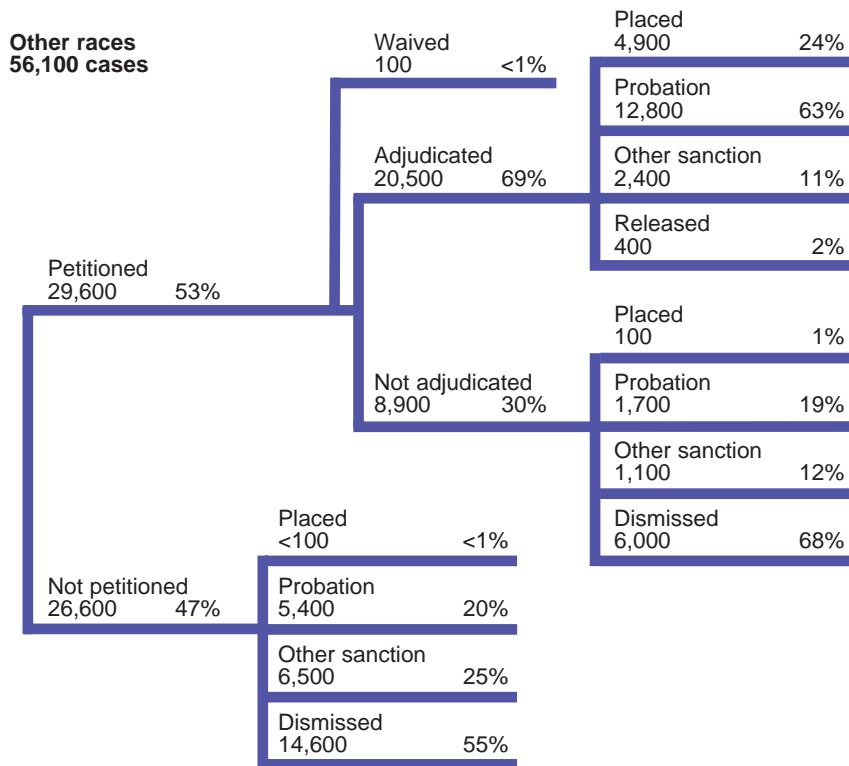 Other races
56,100 cases
Waived
100 <1%
Placed
4,900 24%
Probation
12,800 63%
Adjudicated
20,500 69%
Other sanction
2,400 11%
Released
400 2%
Petitioned
29,600 53%
Placed
100 1%
Not adjudicated
8,900 30%
Probation
1,700 19%
Other sanction
1,100 12%
Dismissed
6,000 68%
Placed
<100 <1%
Not petitioned
26,600 47%
Probation
5,400 20%
Other sanction
6,500 25%
Dismissed
14,600 55%